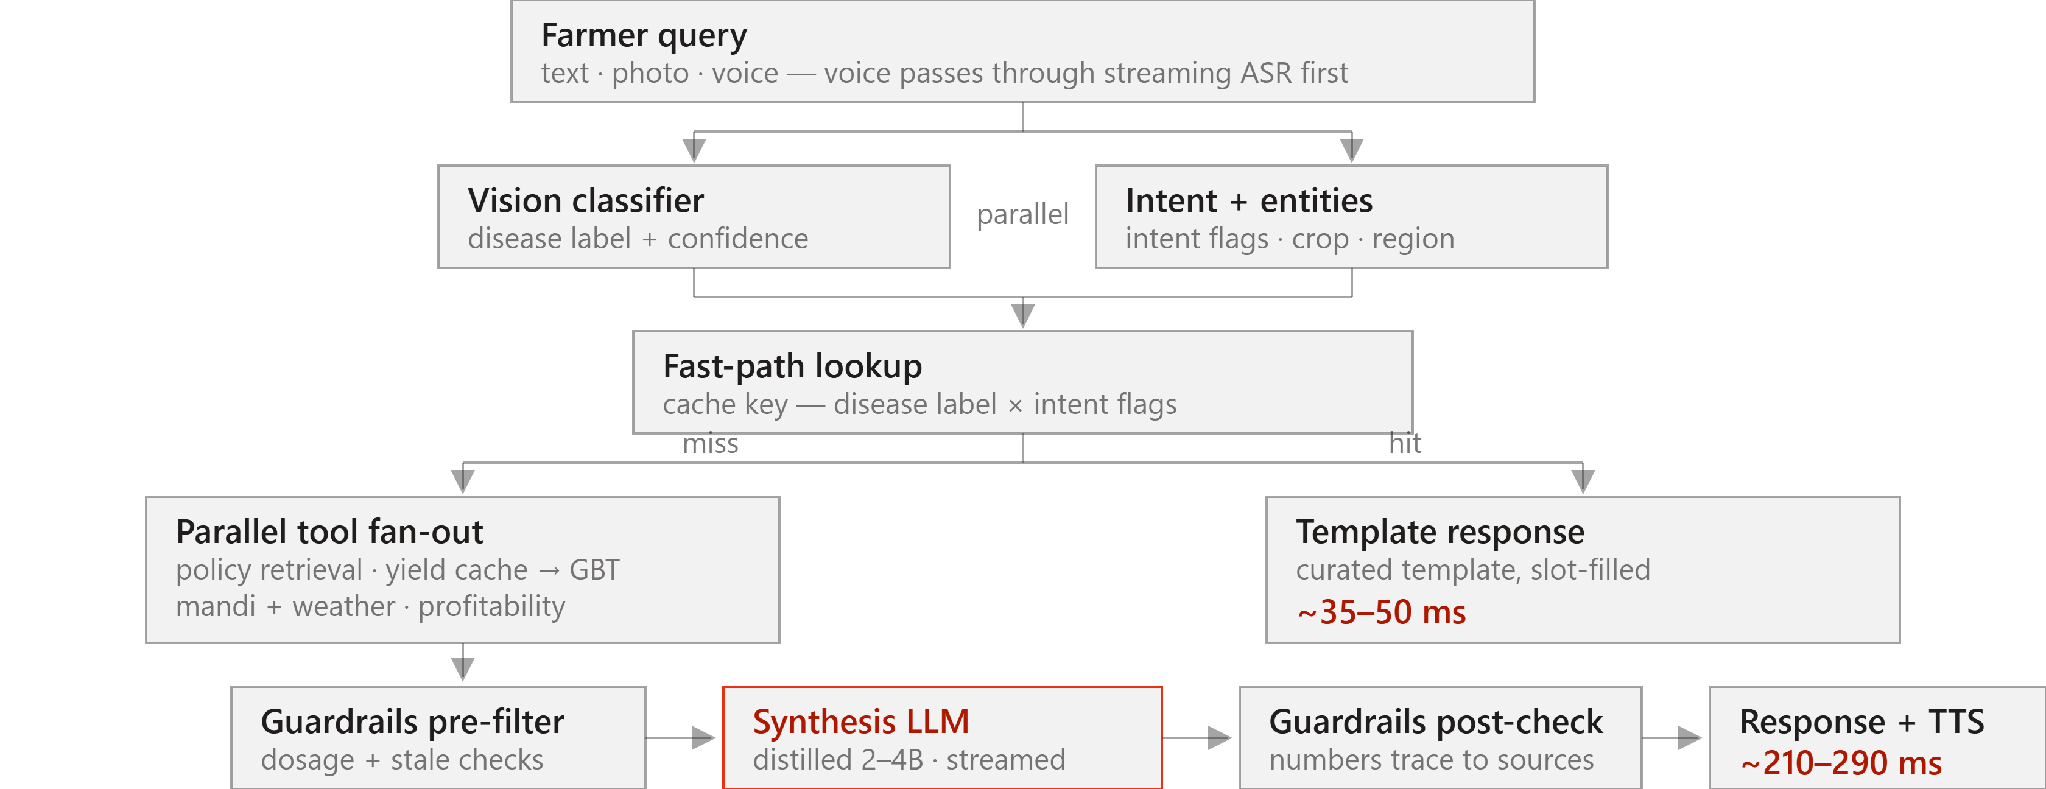 Farmer query
text · photo · voice — voice passes through streaming ASR first
Vision classifier
disease label + confidence
parallel
Intent + entities
intent flags · crop · region
Fast-path lookup
cache key — disease label × intent flags
miss
hit
Parallel tool fan-out
policy retrieval · yield cache → GBT
mandi + weather · profitability
Template response
curated template, slot-filled
~35–50 ms
Guardrails pre-filter
dosage + stale checks
Synthesis LLM
distilled 2–4B · streamed
Guardrails post-check
numbers trace to sources
Response + TTS
~210–290 ms